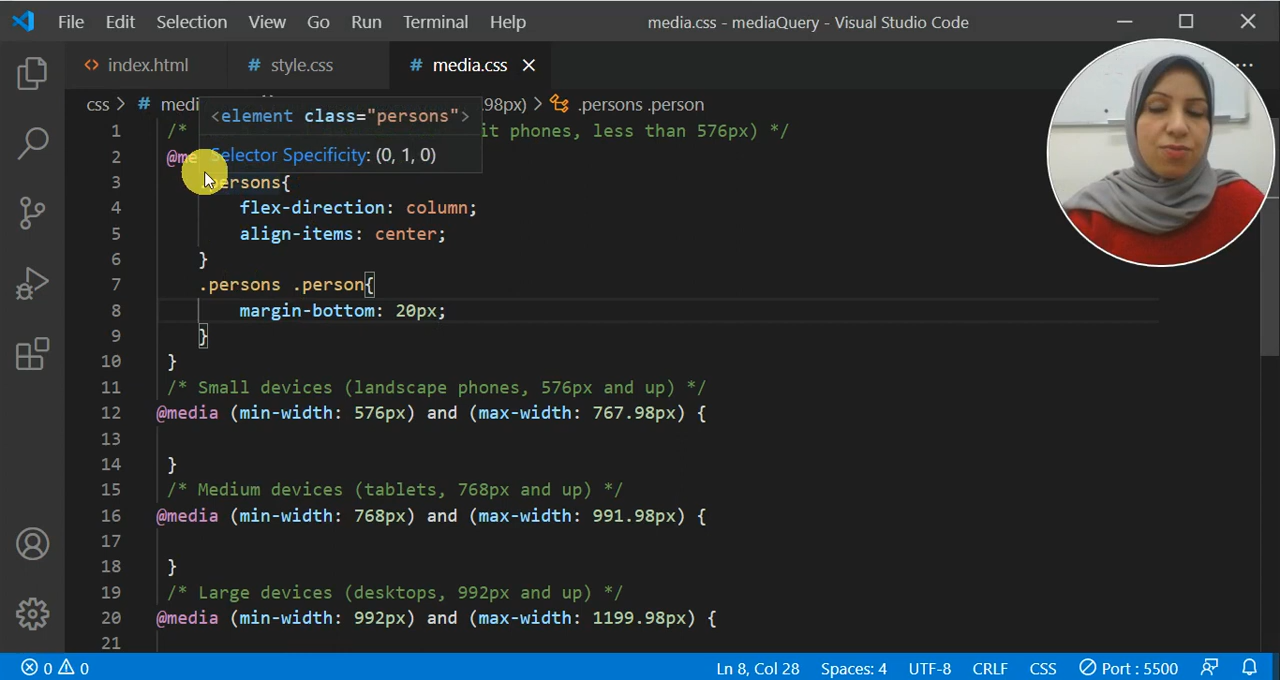 File Edit Selection View Go Run Terminal Help media.css - mediaQuery - Visual Studio Code
<> index.html # style.css # media.css
css > # medi .98px) > .persons .person
<element class="persons">
Selector Specificity: (0, 1, 0)
1 /* it phones, less than 576px) */
2 @me
3 .persons{
4 flex-direction: column;
5 align-items: center;
6 }
7 .persons .person{
8 margin-bottom: 20px;
9 }
10 }
11 /* Small devices (landscape phones, 576px and up) */
12 @media (min-width: 576px) and (max-width: 767.98px) {
13
14 }
15 /* Medium devices (tablets, 768px and up) */
16 @media (min-width: 768px) and (max-width: 991.98px) {
17
18 }
19 /* Large devices (desktops, 992px and up) */
20 @media (min-width: 992px) and (max-width: 1199.98px) {
21
0 0 Ln 8, Col 28 Spaces: 4 UTF-8 CRLF CSS Port : 5500